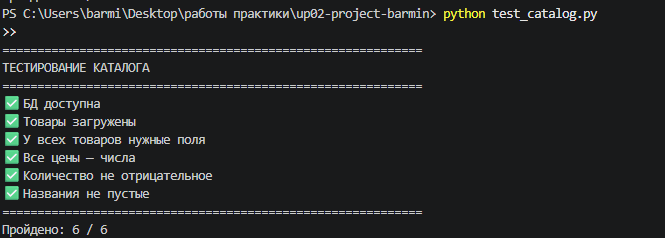 PS C:\Users\barmi\Desktop\работы практики\up02-project-barmin> python test_catalog.py
>>
============================================================
ТЕСТИРОВАНИЕ КАТАЛОГА
============================================================
✅ БД доступна
✅ Товары загружены
✅ У всех товаров нужные поля
✅ Все цены — числа
✅ Количество не отрицательное
✅ Названия не пустые
============================================================
Пройдено: 6 / 6